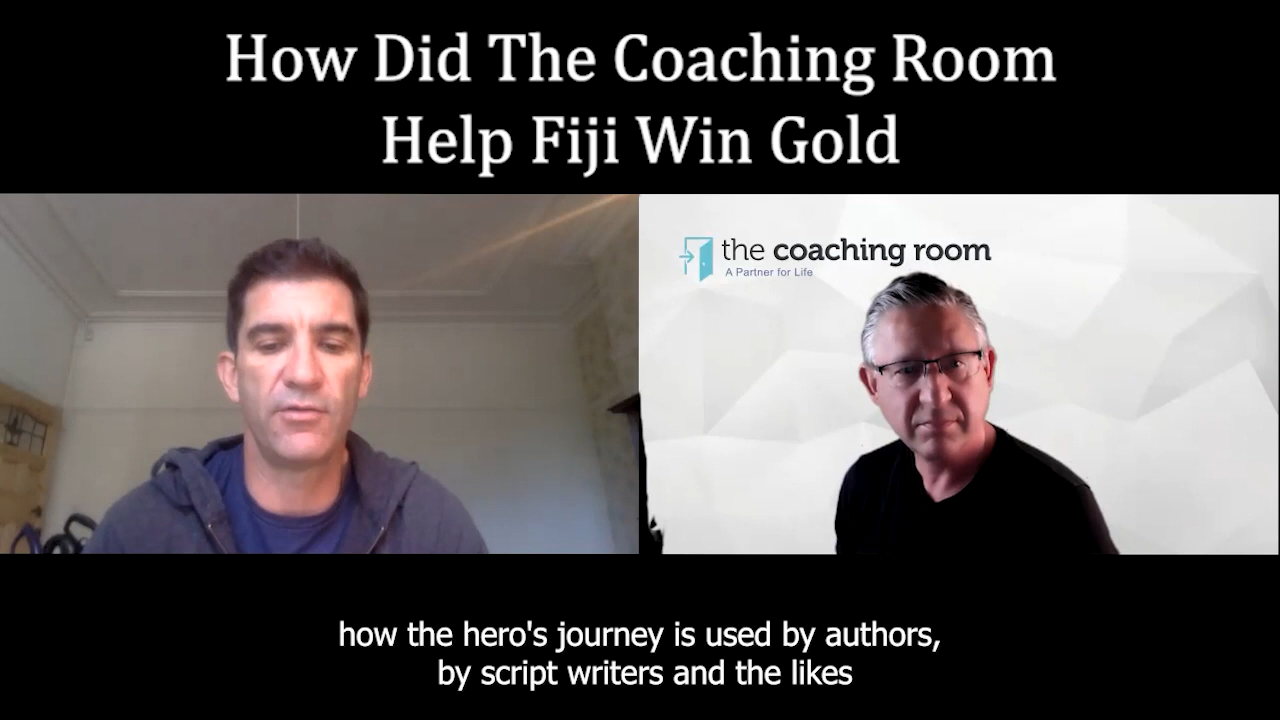 How Did The Coaching Room
Help Fiji Win Gold
the coaching room
A Partner for Life
how the hero's journey is used by authors,
by script writers and the likes